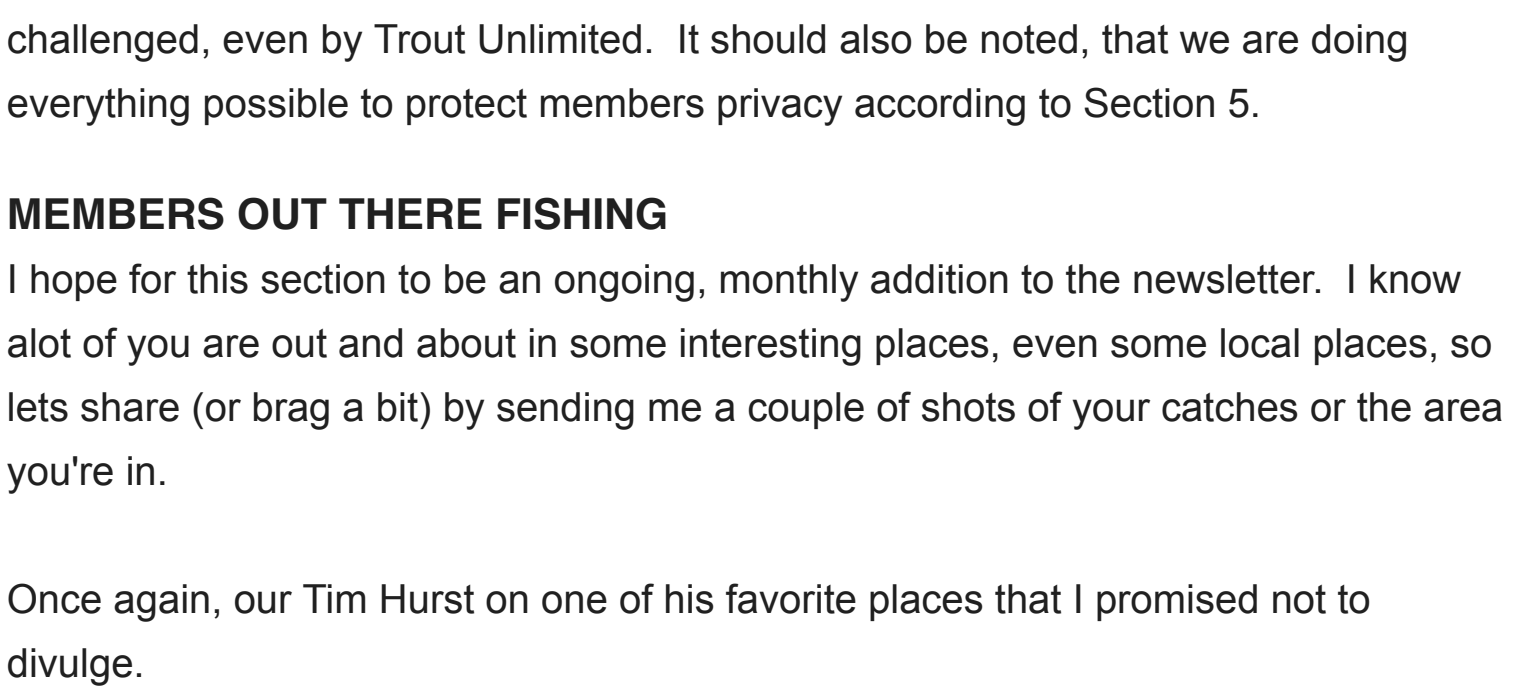 challenged, even by Trout Unlimited.  It should also be noted, that we are doing
everything possible to protect members privacy according to Section 5.
MEMBERS OUT THERE FISHING
I hope for this section to be an ongoing, monthly addition to the newsletter.  I know
alot of you are out and about in some interesting places, even some local places, so
lets share (or brag a bit) by sending me a couple of shots of your catches or the area
you're in.
Once again, our Tim Hurst on one of his favorite places that I promised not to
divulge.